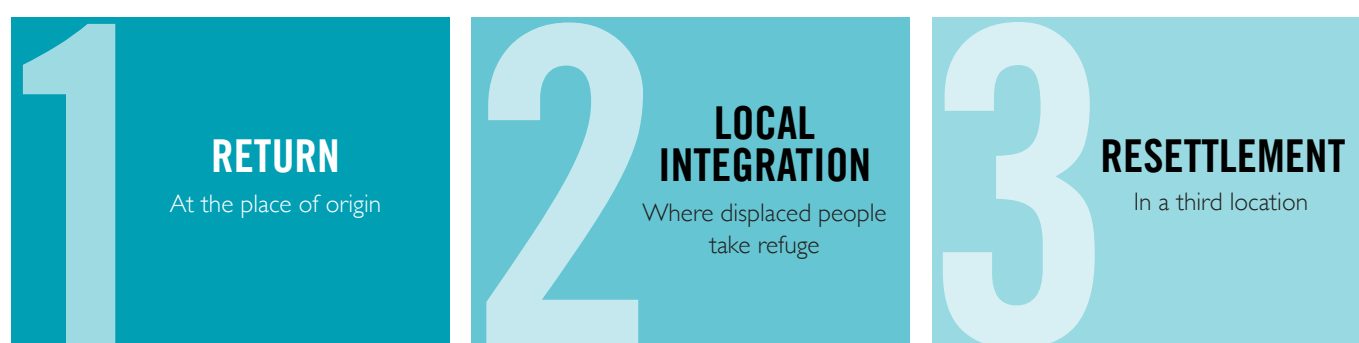 1
RETURN
At the place of origin
2
LOCAL
INTEGRATION
Where displaced people
take refuge
3
RESETTLEMENT
In a third location